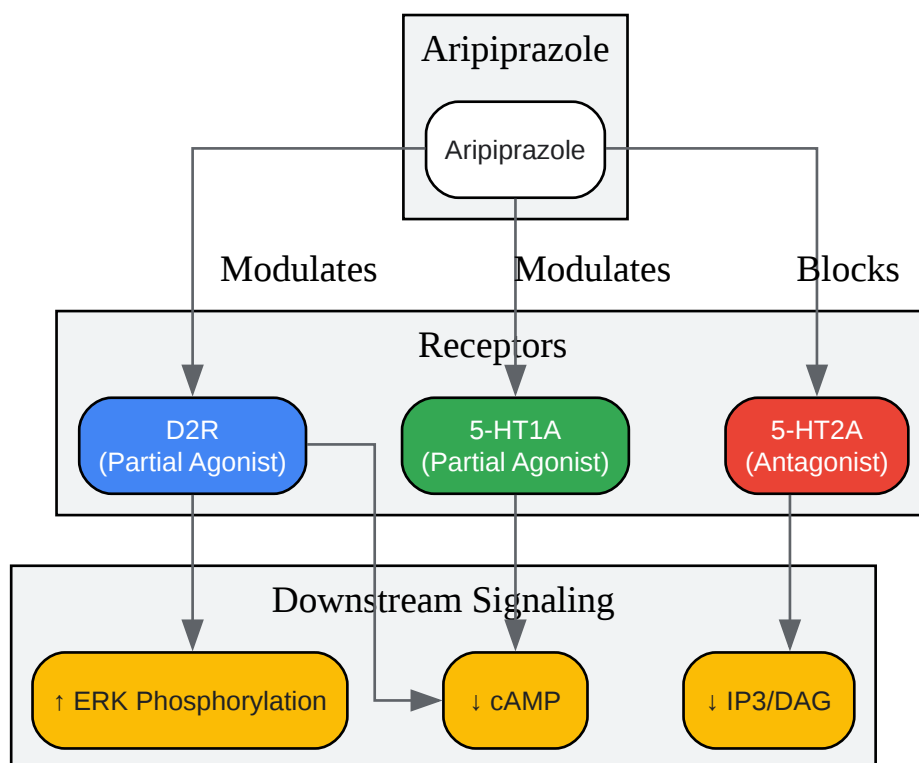 Aripiprazole
Aripiprazole
Modulates
Modulates
Blocks
Receptors
D2R
(Partial Agonist)
5-HT1A
(Partial Agonist)
5-HT2A
(Antagonist)
Downstream Signaling
↑ ERK Phosphorylation
↓ cAMP
↓ IP3/DAG